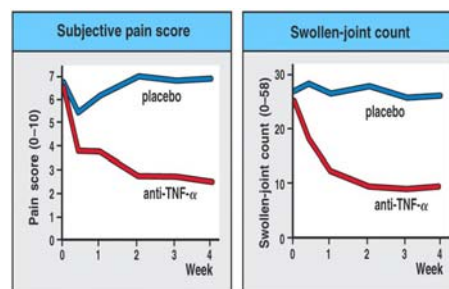 Subjective pain score
Pain score (0–10)
7
6
5
4
3
2
1
0
placebo
anti-TNF-α
0 1 2 3 4
Week
Swollen-joint count
Swollen-joint count (0–58)
30
20
10
0
placebo
anti-TNF-α
0 1 2 3 4
Week